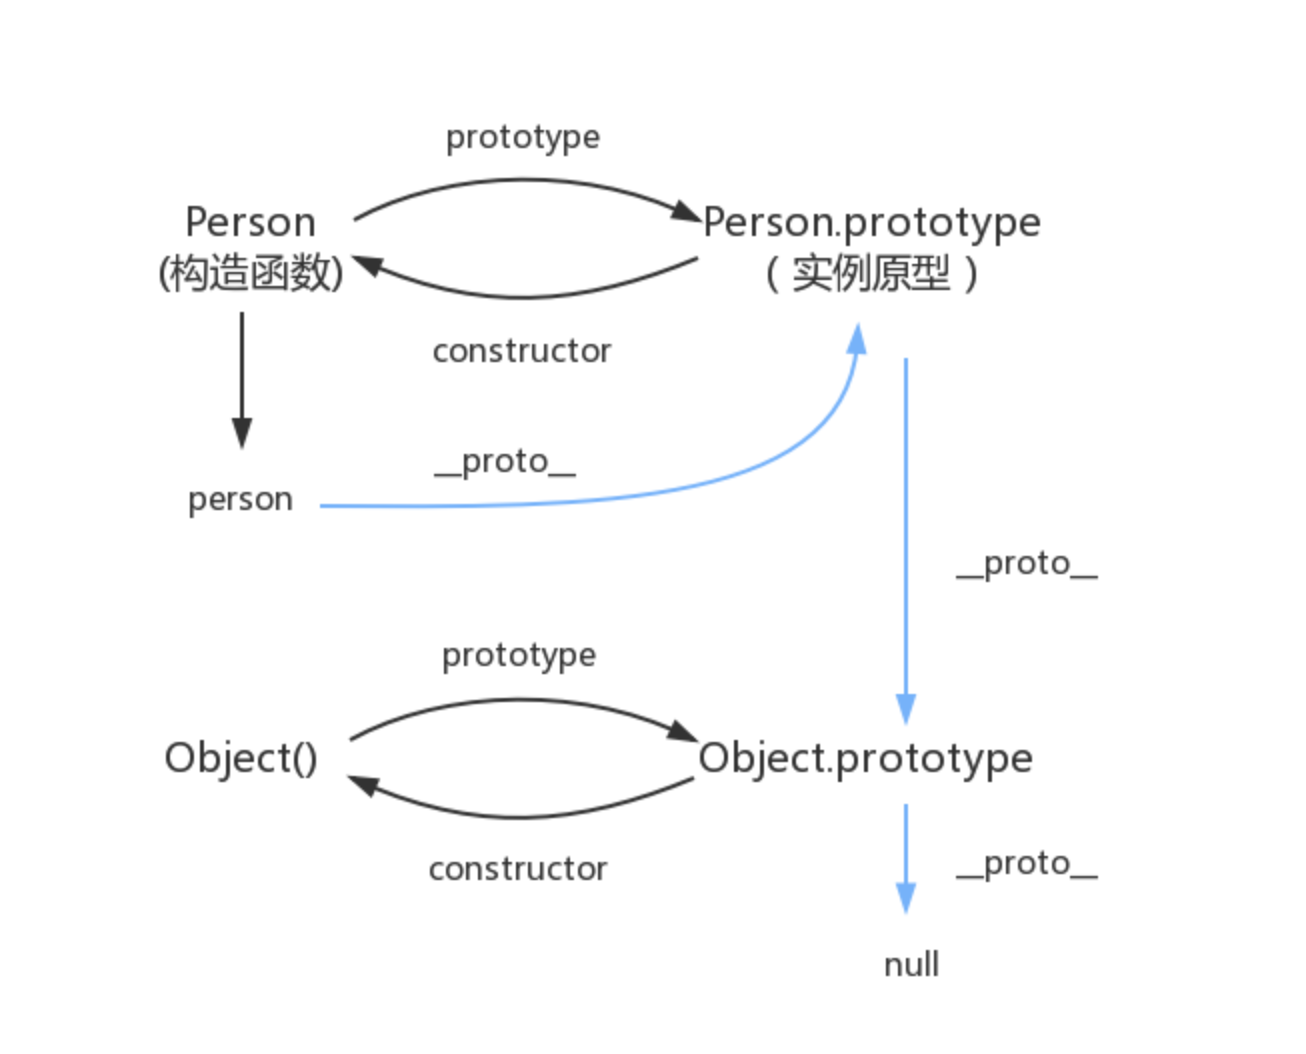 prototype
Person
(构造函数)
Person.prototype
( 实例原型 )
constructor
__proto__
person
__proto__
prototype
Object()
Object.prototype
constructor
__proto__
null